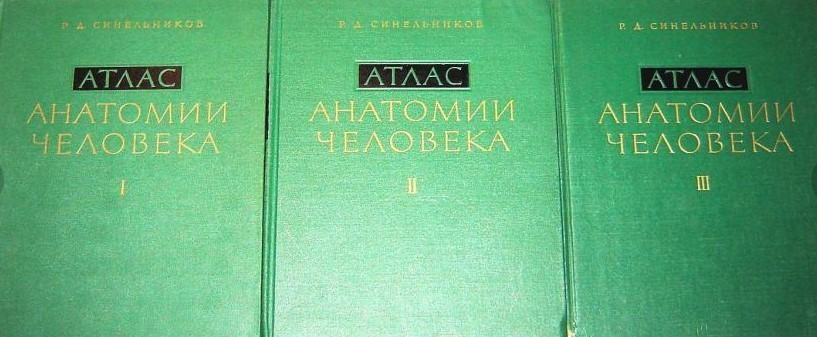 Р. Д. СИНЕЛЬНИКОВ
АТЛАС
АНАТОМИИ
ЧЕЛОВЕКА
I
Р. Д. СИНЕЛЬНИКОВ
АТЛАС
АНАТОМИИ
ЧЕЛОВЕКА
II
Р. Д. СИНЕЛЬНИКОВ
АТЛАС
АНАТОМИИ
ЧЕЛОВЕКА
III